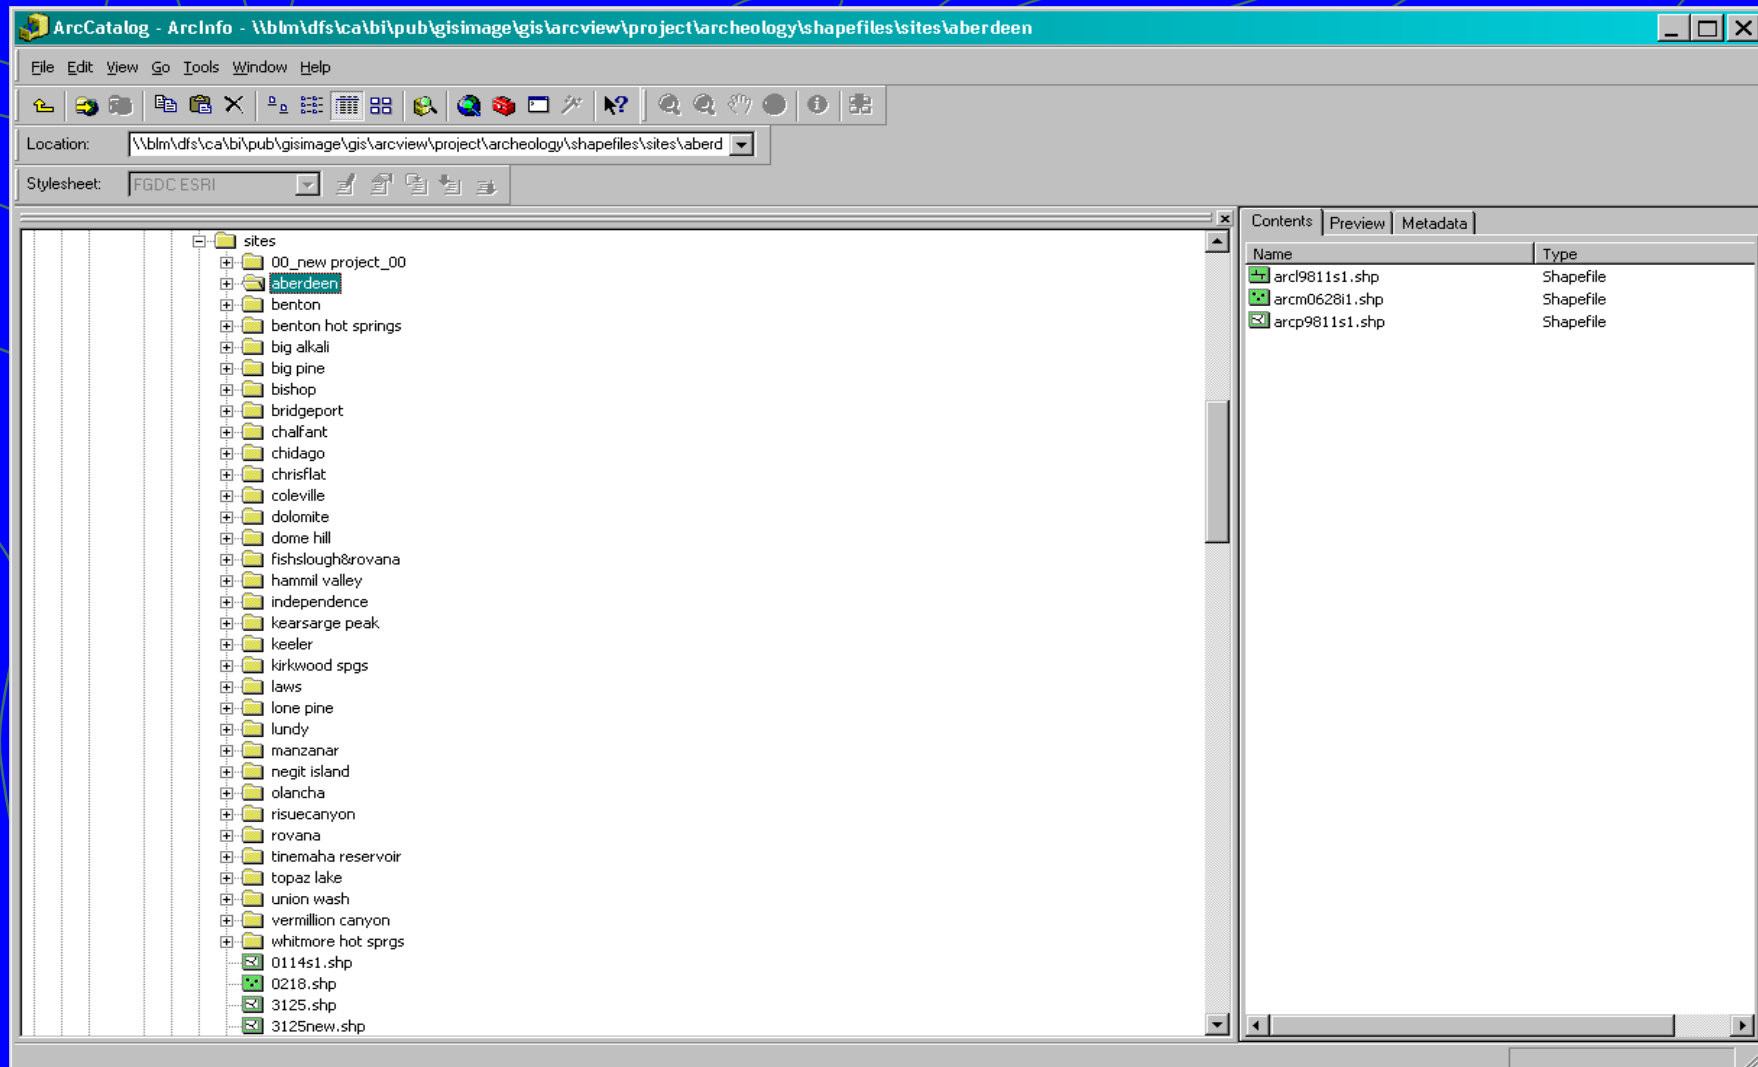 ArcCatalog - ArcInfo - \\blm\dfs\ca\bi\pub\gisimage\gis\arcview\project\archeology\shapefiles\sites\aberdeen
File Edit View Go Tools Window Help
Location: \\blm\dfs\ca\bi\pub\gisimage\gis\arcview\project\archeology\shapefiles\sites\aberd
Stylesheet: FGDC ESRI
sites
00_new project_00
aberdeen
benton
benton hot springs
big alkali
big pine
bishop
bridgeport
chalfant
chidago
chrisflat
coleville
dolomite
dome hill
fishslough&rovana
hammil valley
independence
kearsarge peak
keeler
kirkwood spgs
laws
lone pine
lundy
manzanar
negit island
olancha
risuecanyon
rovana
tinemaha reservoir
topaz lake
union wash
vermillion canyon
whitmore hot sprgs
0114s1.shp
0218.shp
3125.shp
3125new.shp
Contents Preview Metadata
Name Type
arcl9811s1.shp Shapefile
arcm0628i1.shp Shapefile
arcp9811s1.shp Shapefile